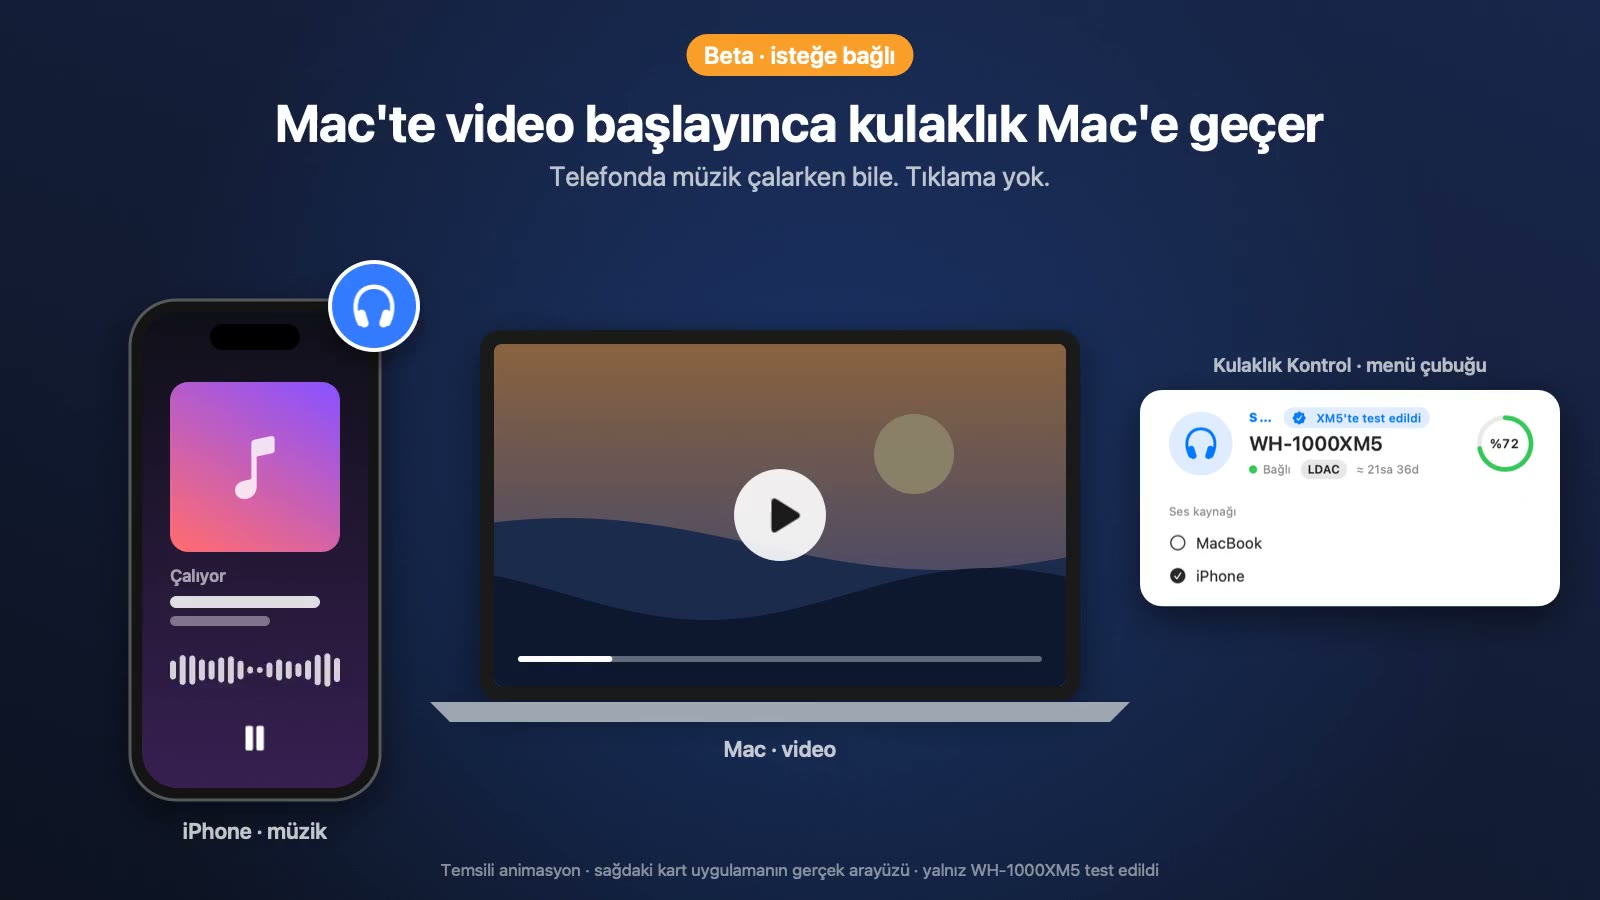 Beta · isteğe bağlı
Mac'te video başlayınca kulaklık Mac'e geçer
Telefonda müzik çalarken bile. Tıklama yok.
Çalıyor
iPhone · müzik
Mac · video
Kulaklık Kontrol · menü çubuğu
S... XM5'te test edildi
WH-1000XM5
%72
Bağlı LDAC ≈ 21sa 36d
Ses kaynağı
MacBook
iPhone
Temsili animasyon · sağdaki kart uygulamanın gerçek arayüzü · yalnız WH-1000XM5 test edildi